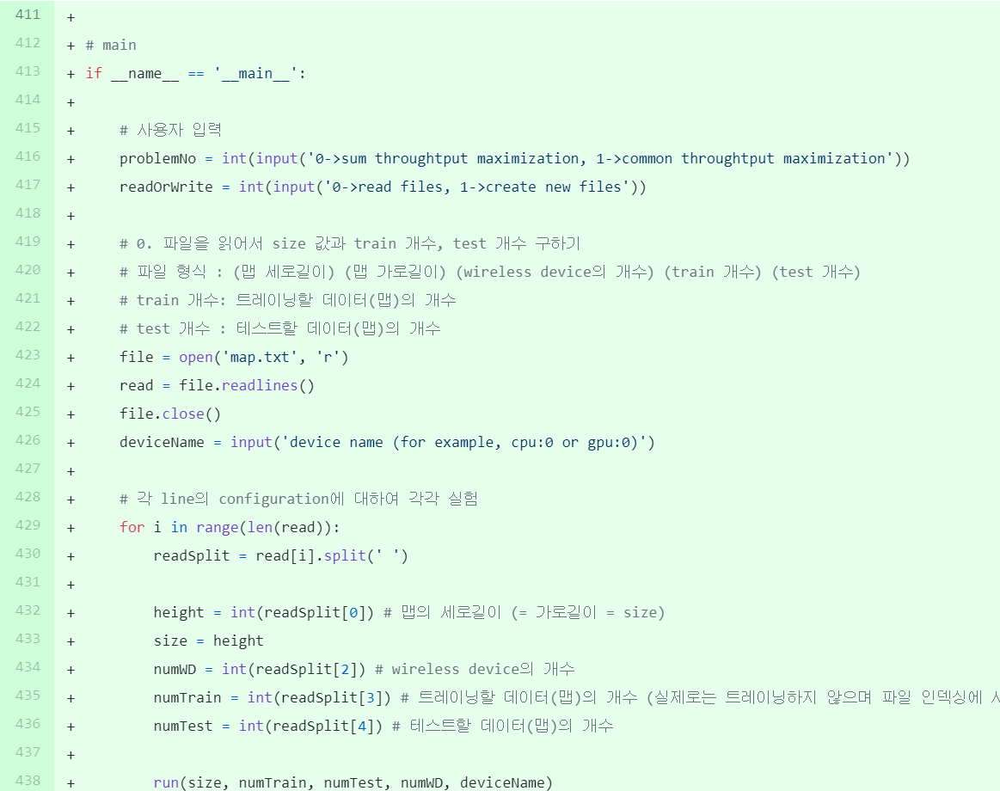 411 +
412 + # main
413 + if __name__ == '__main__':
414 +
415 + # 사용자 입력
416 + problemNo = int(input('0->sum throughtput maximization, 1->common throughtput maximization'))
417 + readOrWrite = int(input('0->read files, 1->create new files'))
418 +
419 + # 0. 파일을 읽어서 size 값과 train 개수, test 개수 구하기
420 + # 파일 형식 : (맵 세로길이) (맵 가로길이) (wireless device의 개수) (train 개수) (test 개수)
421 + # train 개수: 트레이닝할 데이터(맵)의 개수
422 + # test 개수 : 테스트할 데이터(맵)의 개수
423 + file = open('map.txt', 'r')
424 + read = file.readlines()
425 + file.close()
426 + deviceName = input('device name (for example, cpu:0 or gpu:0)')
427 +
428 + # 각 line의 configuration에 대하여 각각 실험
429 + for i in range(len(read)):
430 + readSplit = read[i].split(' ')
431 +
432 + height = int(readSplit[0]) # 맵의 세로길이 (= 가로길이 = size)
433 + size = height
434 + numWD = int(readSplit[2]) # wireless device의 개수
435 + numTrain = int(readSplit[3]) # 트레이닝할 데이터(맵)의 개수 (실제로는 트레이닝하지 않으며 파일 인덱싱에
436 + numTest = int(readSplit[4]) # 테스트할 데이터(맵)의 개수
437 +
438 + run(size, numTrain, numTest, numWD, deviceName)